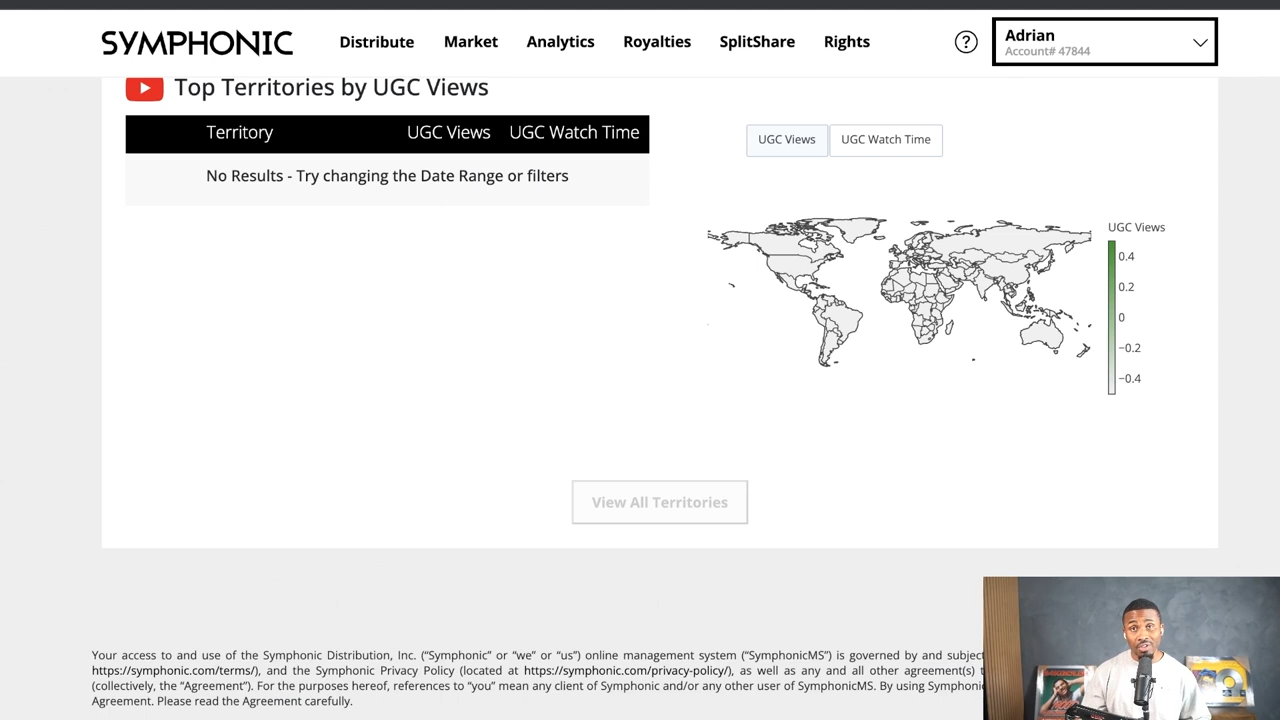 SYMPHONIC
Distribute Market Analytics Royalties SplitShare Rights
?
Adrian
Account# 47844
Top Territories by UGC Views
Territory UGC Views UGC Watch Time
No Results - Try changing the Date Range or filters
UGC Views UGC Watch Time
UGC Views
0.4
0.2
0
−0.2
−0.4
View All Territories
Your access to and use of the Symphonic Distribution, Inc. (“Symphonic” or “we” or “us”) online management system (“SymphonicMS”) is governed by and subject
https://symphonic.com/terms/), and the Symphonic Privacy Policy (located at https://symphonic.com/privacy-policy/), as well as any and all other agreement(s)
(collectively, the “Agreement”). For the purposes hereof, references to “you” mean any client of Symphonic and/or any other user of SymphonicMS. By using Symphonic
Agreement. Please read the Agreement carefully.